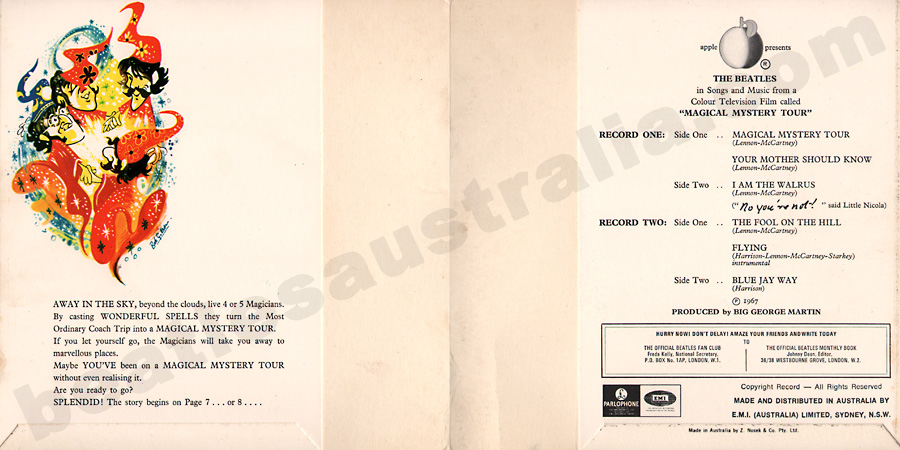 AWAY IN THE SKY, beyond the clouds, live 4 or 5 Magicians.
By casting WONDERFUL SPELLS they turn the Most
Ordinary Coach Trip into a MAGICAL MYSTERY TOUR.
If you let yourself go, the Magicians will take you away to
marvellous places.
Maybe YOU'VE been on a MAGICAL MYSTERY TOUR
without even realising it.
Are you ready to go?
SPLENDID! The story begins on Page 7 . . . or 8 . . . .
apple presents
®
THE BEATLES
in Songs and Music from a
Colour Television Film called
"MAGICAL MYSTERY TOUR"
RECORD ONE: Side One . . MAGICAL MYSTERY TOUR
(Lennon-McCartney)
YOUR MOTHER SHOULD KNOW
(Lennon-McCartney)
Side Two . . I AM THE WALRUS
(Lennon-McCartney)
("No you're not!" said Little Nicola)
RECORD TWO: Side One . . THE FOOL ON THE HILL
(Lennon-McCartney)
FLYING
(Harrison-Lennon-McCartney-Starkey)
instrumental
Side Two . . BLUE JAY WAY
(Harrison)
℗ 1967
PRODUCED by BIG GEORGE MARTIN
HURRY NOW! DON'T DELAY! AMAZE YOUR FRIENDS AND WRITE TODAY
TO
THE OFFICIAL BEATLES FAN CLUB
Freda Kelly, National Secretary,
P.O. BOX No. 1AP, LONDON, W.1.
THE OFFICIAL BEATLES MONTHLY BOOK
Johnny Dean, Editor,
36/38 WESTBOURNE GROVE, LONDON, W.2.
PARLOPHONE
EMI
Copyright Record — All Rights Reserved
MADE AND DISTRIBUTED IN AUSTRALIA BY
E.M.I. (AUSTRALIA) LIMITED, SYDNEY, N.S.W.
Made in Australia by Z. Nosek & Co. Pty. Ltd.
beatlesaustralia.com